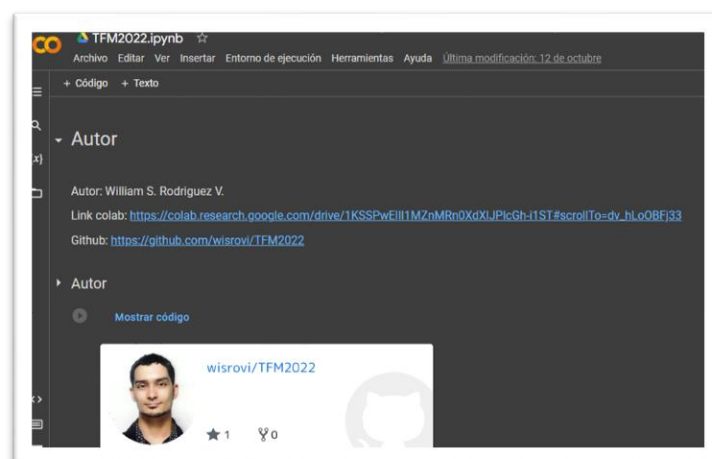 TFM2022.ipynb
Archivo Editar Ver Insertar Entorno de ejecución Herramientas Ayuda Última modificación: 12 de octubre
+ Código + Texto
Autor
{x}
Autor: William S. Rodriguez V.
Link colab: https://colab.research.google.com/drive/1KSSPwEIlI1MZnMRn0XdXIJPIcGh-i1ST#scrollTo=dv_hLoOBFj33
Github: https://github.com/wisrovi/TFM2022
Autor
Mostrar código
wisrovi/TFM2022
1 0